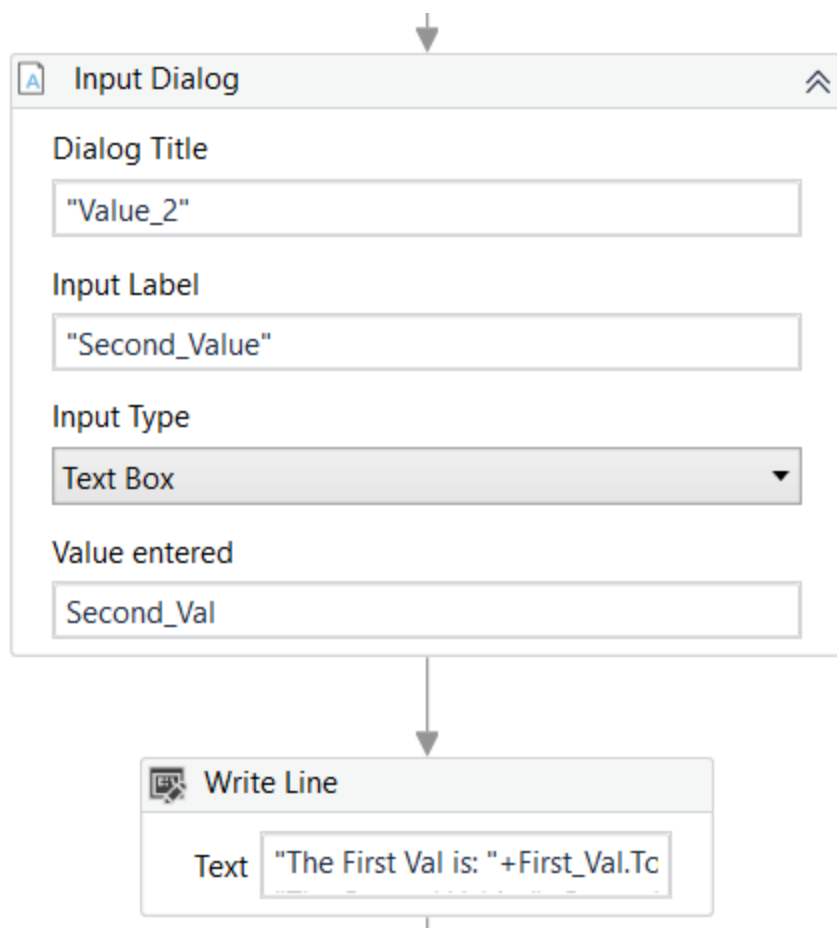 Input Dialog
Dialog Title
"Value_2"
Input Label
"Second_Value"
Input Type
Text Box
Value entered
Second_Val
Write Line
Text "The First Val is: "+First_Val.To